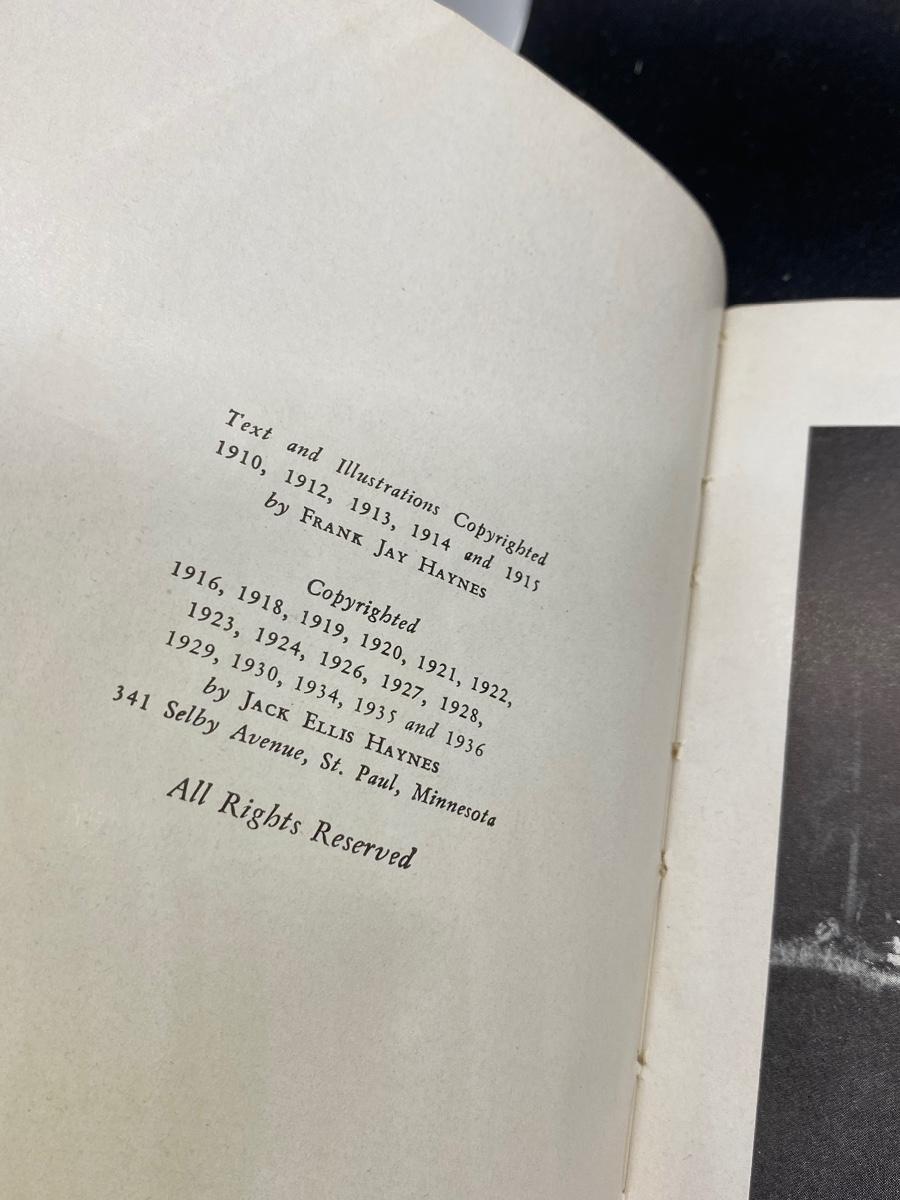 Text and Illustrations Copyrighted
1910, 1912, 1913, 1914 and 1915
by FRANK JAY HAYNES
Copyrighted
1916, 1918, 1919, 1920, 1921, 1922,
1923, 1924, 1926, 1927, 1928,
1929, 1930, 1934, 1935 and 1936
by JACK ELLIS HAYNES
341 Selby Avenue, St. Paul, Minnesota
All Rights Reserved